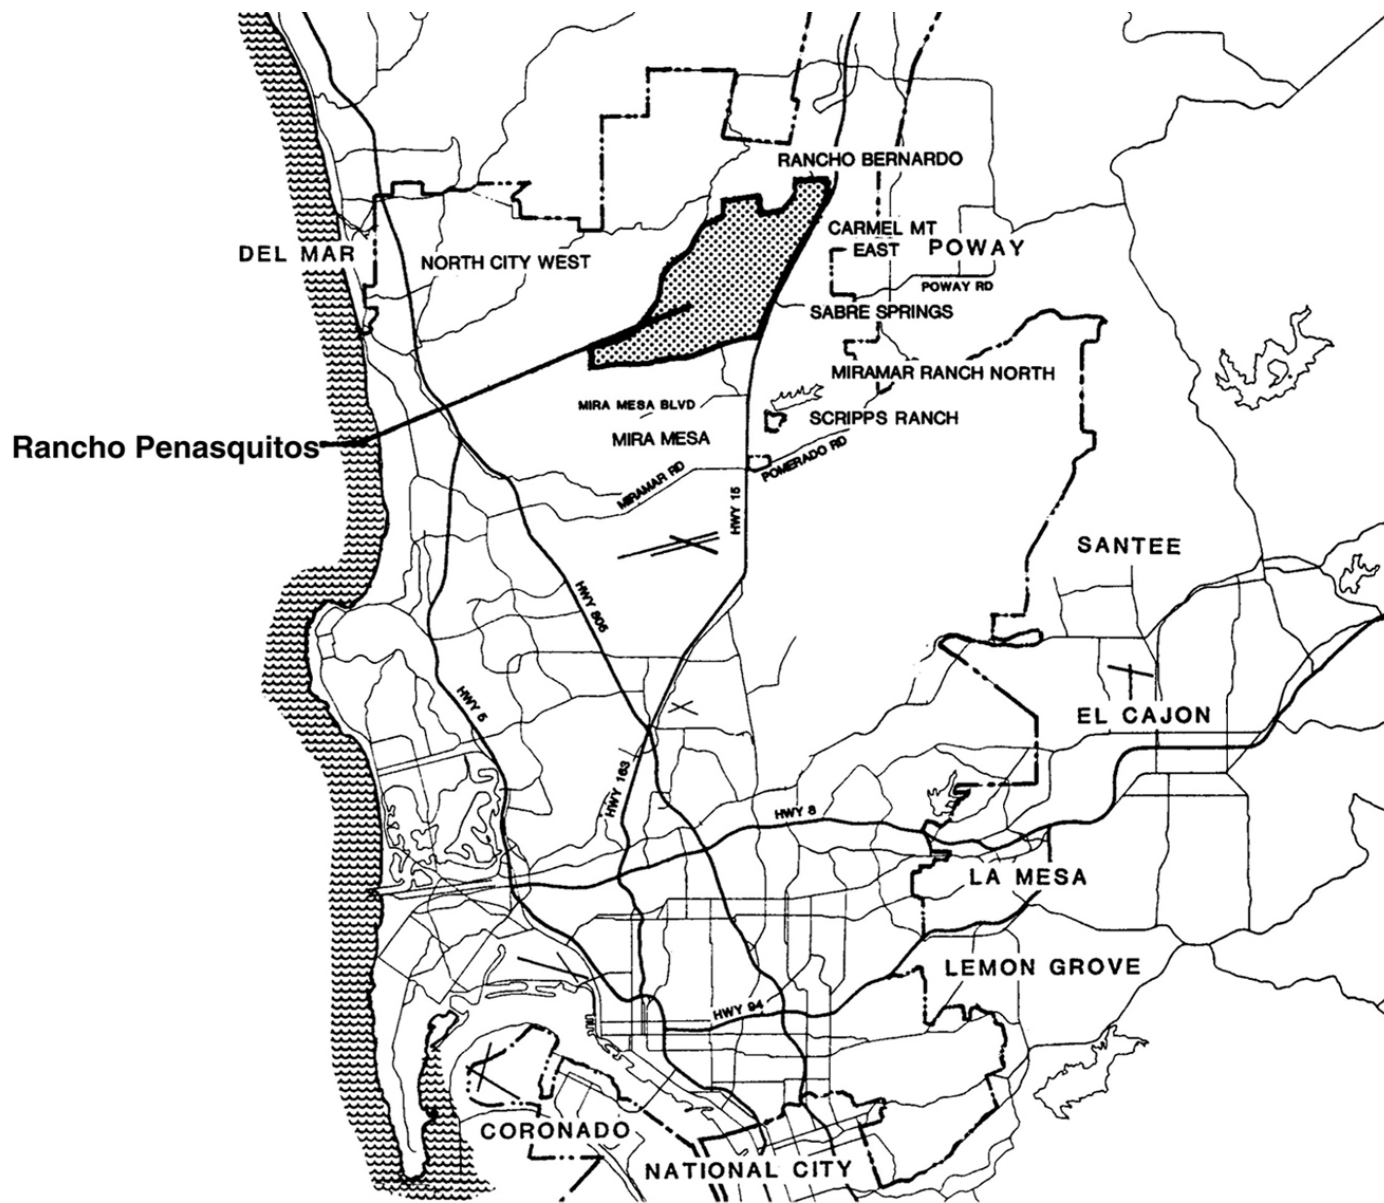 RANCHO BERNARDO
CARMEL MT
EAST
POWAY
DEL MAR
NORTH CITY WEST
POWAY RD
SABRE SPRINGS
MIRAMAR RANCH NORTH
MIRA MESA BLVD
SCRIPPS RANCH
MIRA MESA
Rancho Penasquitos
POMERADO RD
MIRAMAR RD
HWY 15
SANTEE
HWY 805
HWY 5
EL CAJON
HWY 163
HWY 8
LA MESA
LEMON GROVE
HWY 94
CORONADO
NATIONAL CITY